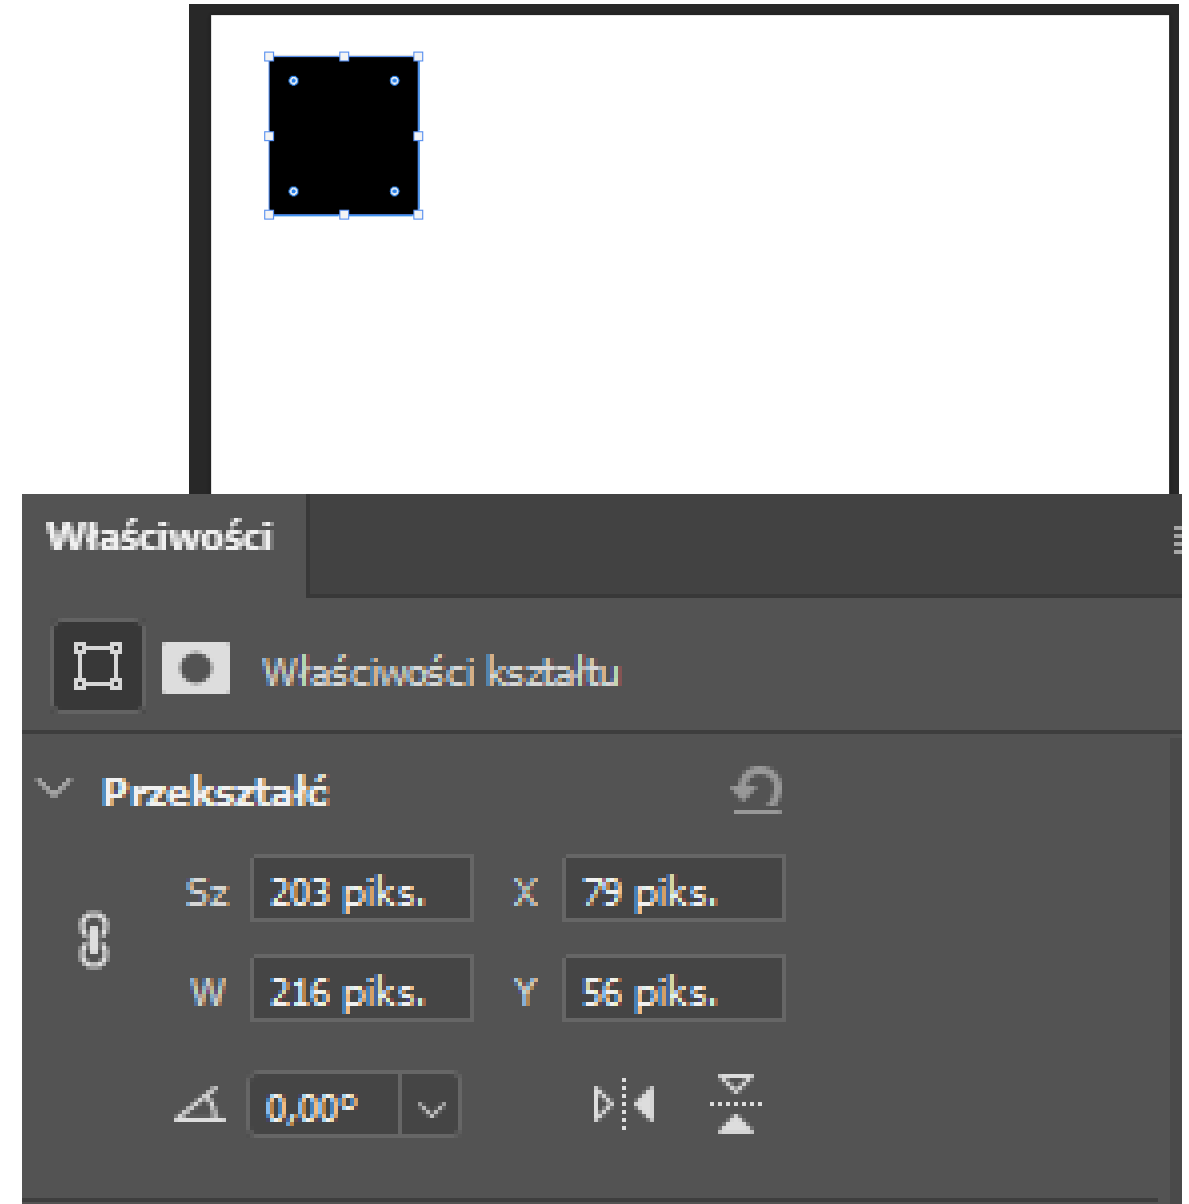 Właściwości
Właściwości kształtu
Przekształć
Sz 203 piks. X 79 piks.
W 216 piks. Y 56 piks.
0,00°